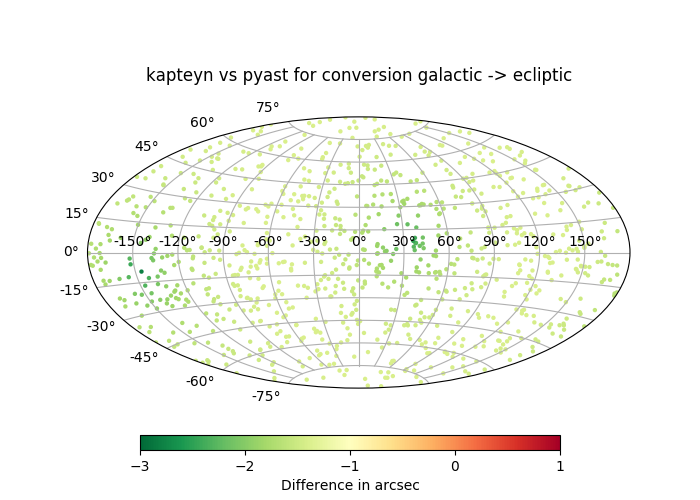 kapteyn vs pyast for conversion galactic -> ecliptic
75°
60°
45°
30°
15°
0°
-150° -120° -90° -60° -30° 0° 30° 60° 90° 120° 150°
-15°
-30°
-45°
-60°
-75°
−3 −2 −1 0 1
Difference in arcsec